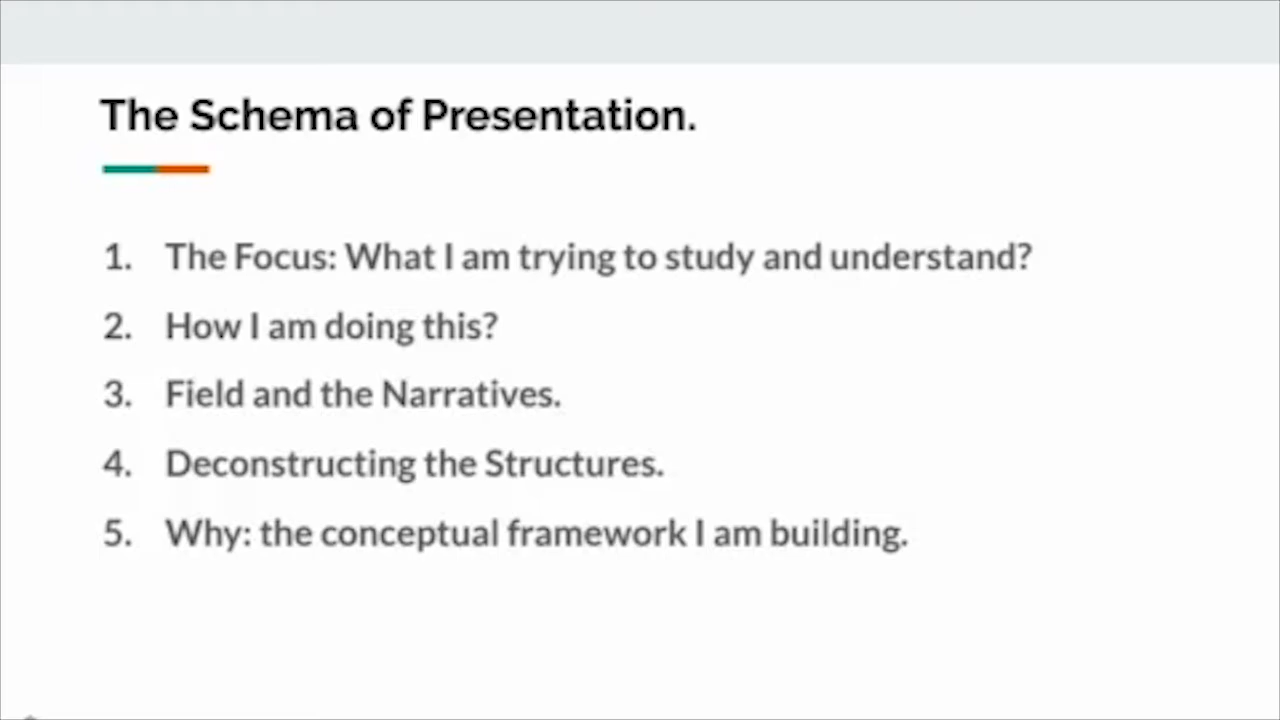 The Schema of Presentation.
1. The Focus: What I am trying to study and understand?
2. How I am doing this?
3. Field and the Narratives.
4. Deconstructing the Structures.
5. Why: the conceptual framework I am building.